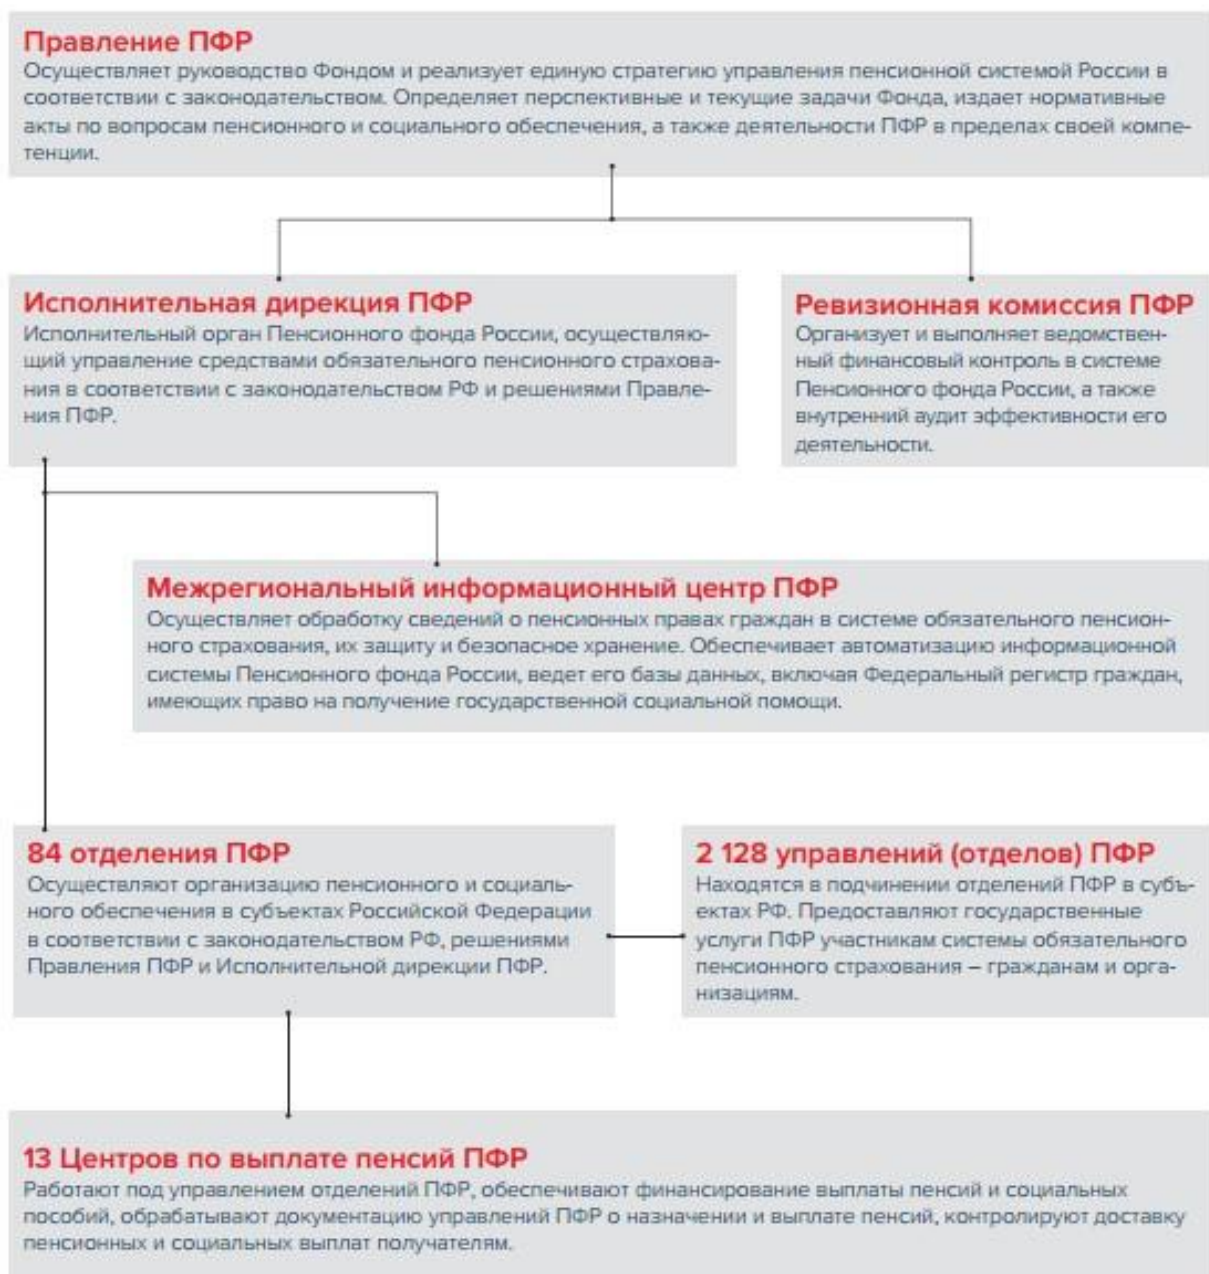 Правление ПФР
Осуществляет руководство Фондом и реализует единую стратегию управления пенсионной системой России в
соответствии с законодательством. Определяет перспективные и текущие задачи Фонда, издает нормативные
акты по вопросам пенсионного и социального обеспечения, а также деятельности ПФР в пределах своей компе-
тенции.
Исполнительная дирекция ПФР
Исполнительный орган Пенсионного фонда России, осуществляю-
щий управление средствами обязательного пенсионного страхова-
ния в соответствии с законодательством РФ и решениями Правле-
ния ПФР.
Ревизионная комиссия ПФР
Организует и выполняет ведомствен-
ный финансовый контроль в системе
Пенсионного фонда России, а также
внутренний аудит эффективности его
деятельности.
Межрегиональный информационный центр ПФР
Осуществляет обработку сведений о пенсионных правах граждан в системе обязательного пенсион-
ного страхования, их защиту и безопасное хранение. Обеспечивает автоматизацию информационной
системы Пенсионного фонда России, ведет его базы данных, включая Федеральный регистр граждан,
имеющих право на получение государственной социальной помощи.
84 отделения ПФР
Осуществляют организацию пенсионного и социаль-
ного обеспечения в субъектах Российской Федерации
в соответствии с законодательством РФ, решениями
Правления ПФР и Исполнительной дирекции ПФР.
2 128 управлений (отделов) ПФР
Находятся в подчинении отделений ПФР в субъ-
ектах РФ. Предоставляют государственные
услуги ПФР участникам системы обязательного
пенсионного страхования – гражданам и орга-
низациям.
13 Центров по выплате пенсий ПФР
Работают под управлением отделений ПФР, обеспечивают финансирование выплаты пенсий и социальных
пособий, обрабатывают документацию управлений ПФР о назначении и выплате пенсий, контролируют доставку
пенсионных и социальных выплат получателям.